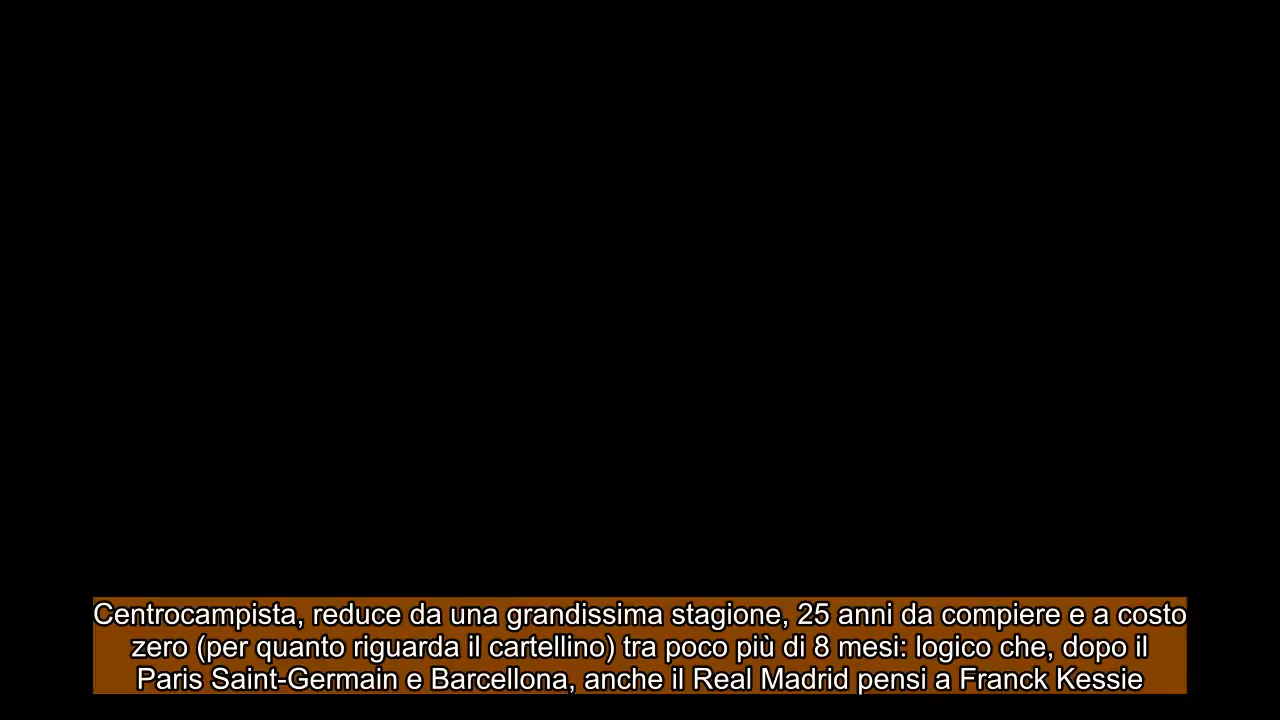 Centrocampista, reduce da una grandissima stagione, 25 anni da compiere e a costo
zero (per quanto riguarda il cartellino) tra poco più di 8 mesi: logico che, dopo il
Paris Saint-Germain e Barcellona, anche il Real Madrid pensi a Franck Kessie